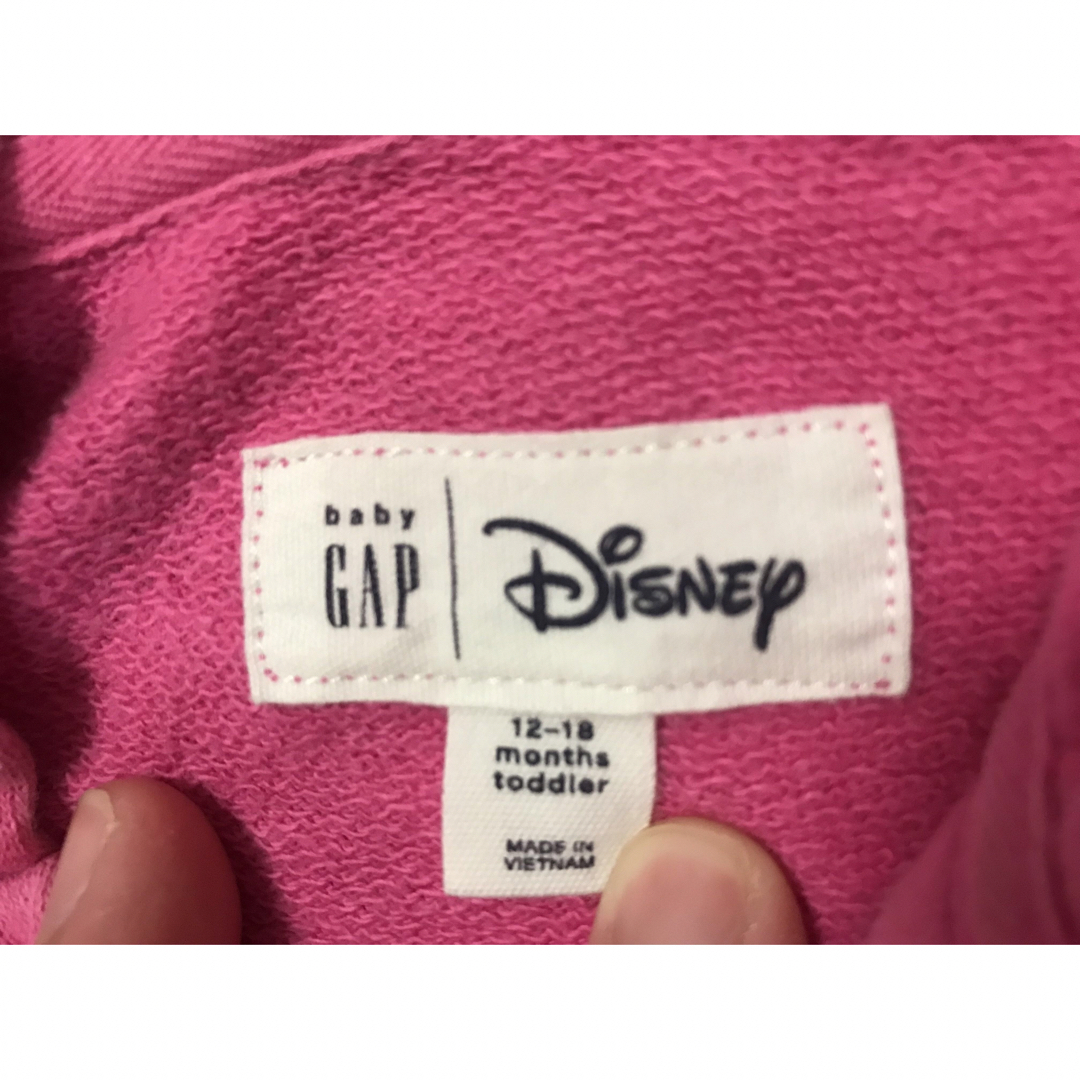 baby
GAP
Disney
12-18
months
toddler
MADE IN
VIETNAM